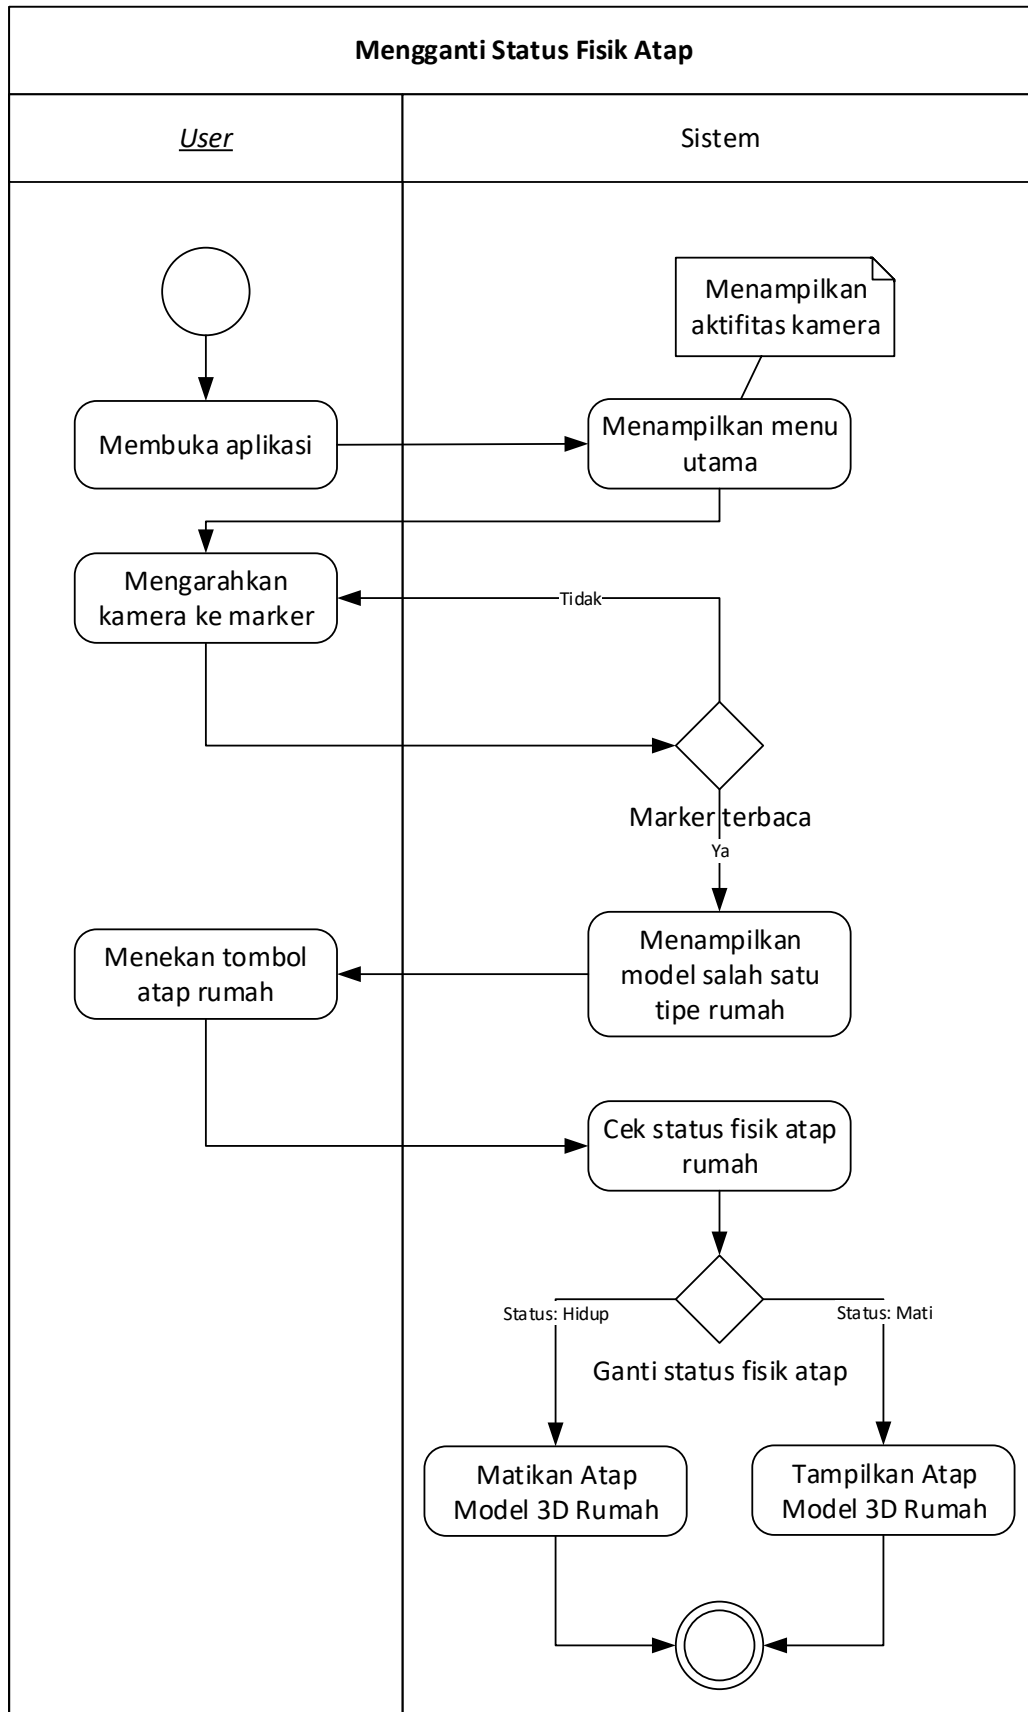 Mengganti Status Fisik Atap
User
Sistem
Menampilkan
aktifitas kamera
Membuka aplikasi
Menampilkan menu
utama
Mengarahkan
kamera ke marker
Tidak
Marker terbaca
Ya
Menekan tombol
atap rumah
Menampilkan
model salah satu
tipe rumah
Cek status fisik atap
rumah
Status: Hidup
Status: Mati
Ganti status fisik atap
Matikan Atap
Model 3D Rumah
Tampilkan Atap
Model 3D Rumah